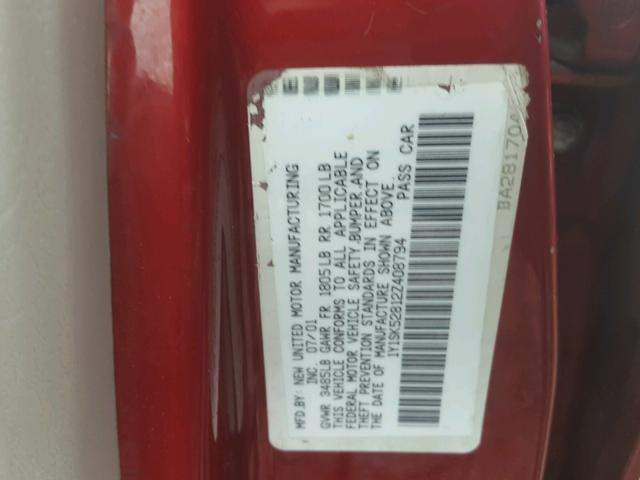 MFD.BY: NEW UNITED MOTOR MANUFACTURING
INC. 07/01
GVWR 3485LB GAWR FR 1805LB RR 1700LB
THIS VEHICLE CONFORMS TO ALL APPLICABLE
FEDERAL MOTOR VEHICLE SAFETY,BUMPER,AND
THEFT PREVENTION STANDARDS IN EFFECT ON
THE DATE OF MANUFACTURE SHOWN ABOVE.
1Y1SK52812Z408794 PASS CAR
BA281704